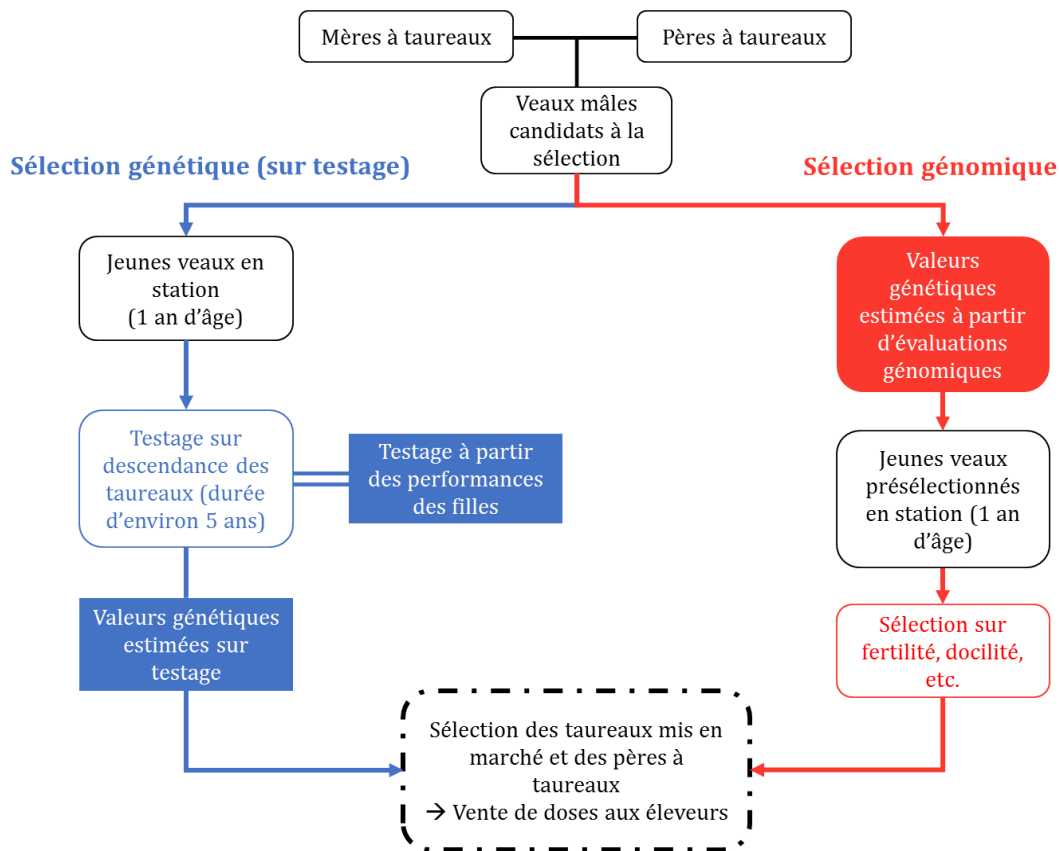 Mères à taureaux
Pères à taureaux
Veaux mâles
candidats à la
sélection
Sélection génétique (sur testage)
Sélection génomique
Jeunes veaux en
station
(1 an d'âge)
Valeurs
génétiques
estimées à partir
d'évaluations
génomiques
Testage sur
descendance des
taureaux (durée
d'environ 5 ans)
Testage à partir
des performances
des filles
Jeunes veaux
présélectionnés
en station (1 an
d'âge)
Valeurs génétiques
estimées sur
testage
Sélection sur
fertilité, docilité,
etc.
Sélection des taureaux mis en
marché et des pères à
taureaux
→ Vente de doses aux éleveurs